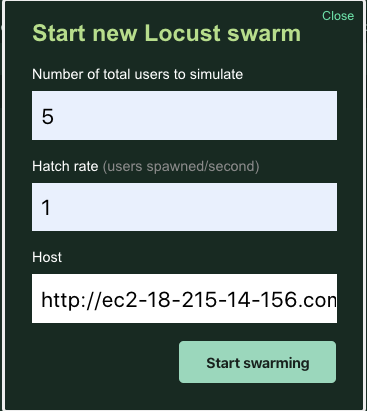 Close
Start new Locust swarm
Number of total users to simulate
5
Hatch rate (users spawned/second)
1
Host
http://ec2-18-215-14-156.com
Start swarming